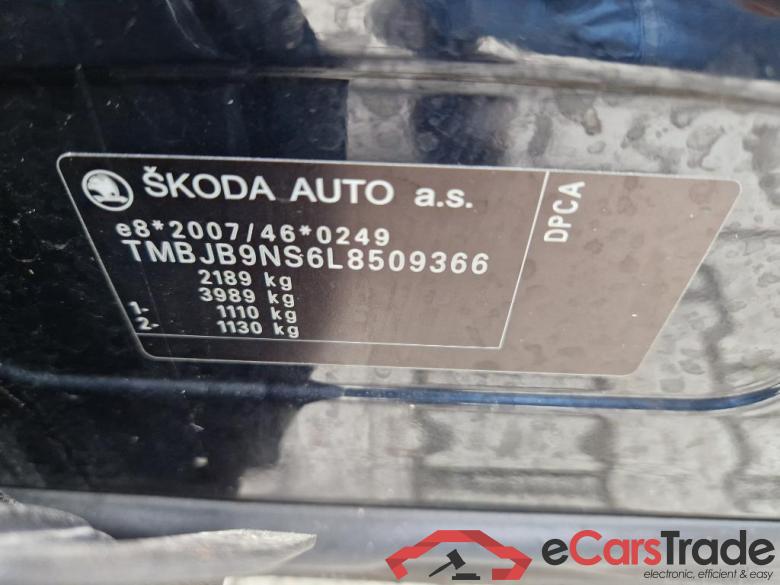 ŠKODA AUTO a.s.
e8*2007/46*0249
TMBJB9NS6L8509366
2189 kg
3989 kg
1- 1110 kg
2- 1130 kg
DPCA
eCarsTrade
electronic, efficient & easy